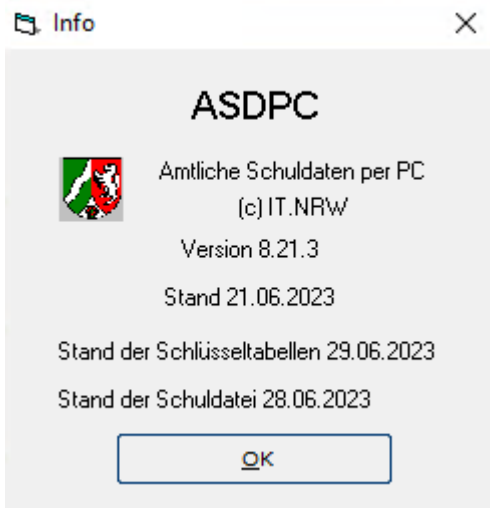 Info
ASDPC
Amtliche Schuldaten per PC
(c) IT.NRW
Version 8.21.3
Stand 21.06.2023
Stand der Schlüsseltabellen 29.06.2023
Stand der Schuldatei 28.06.2023
OK